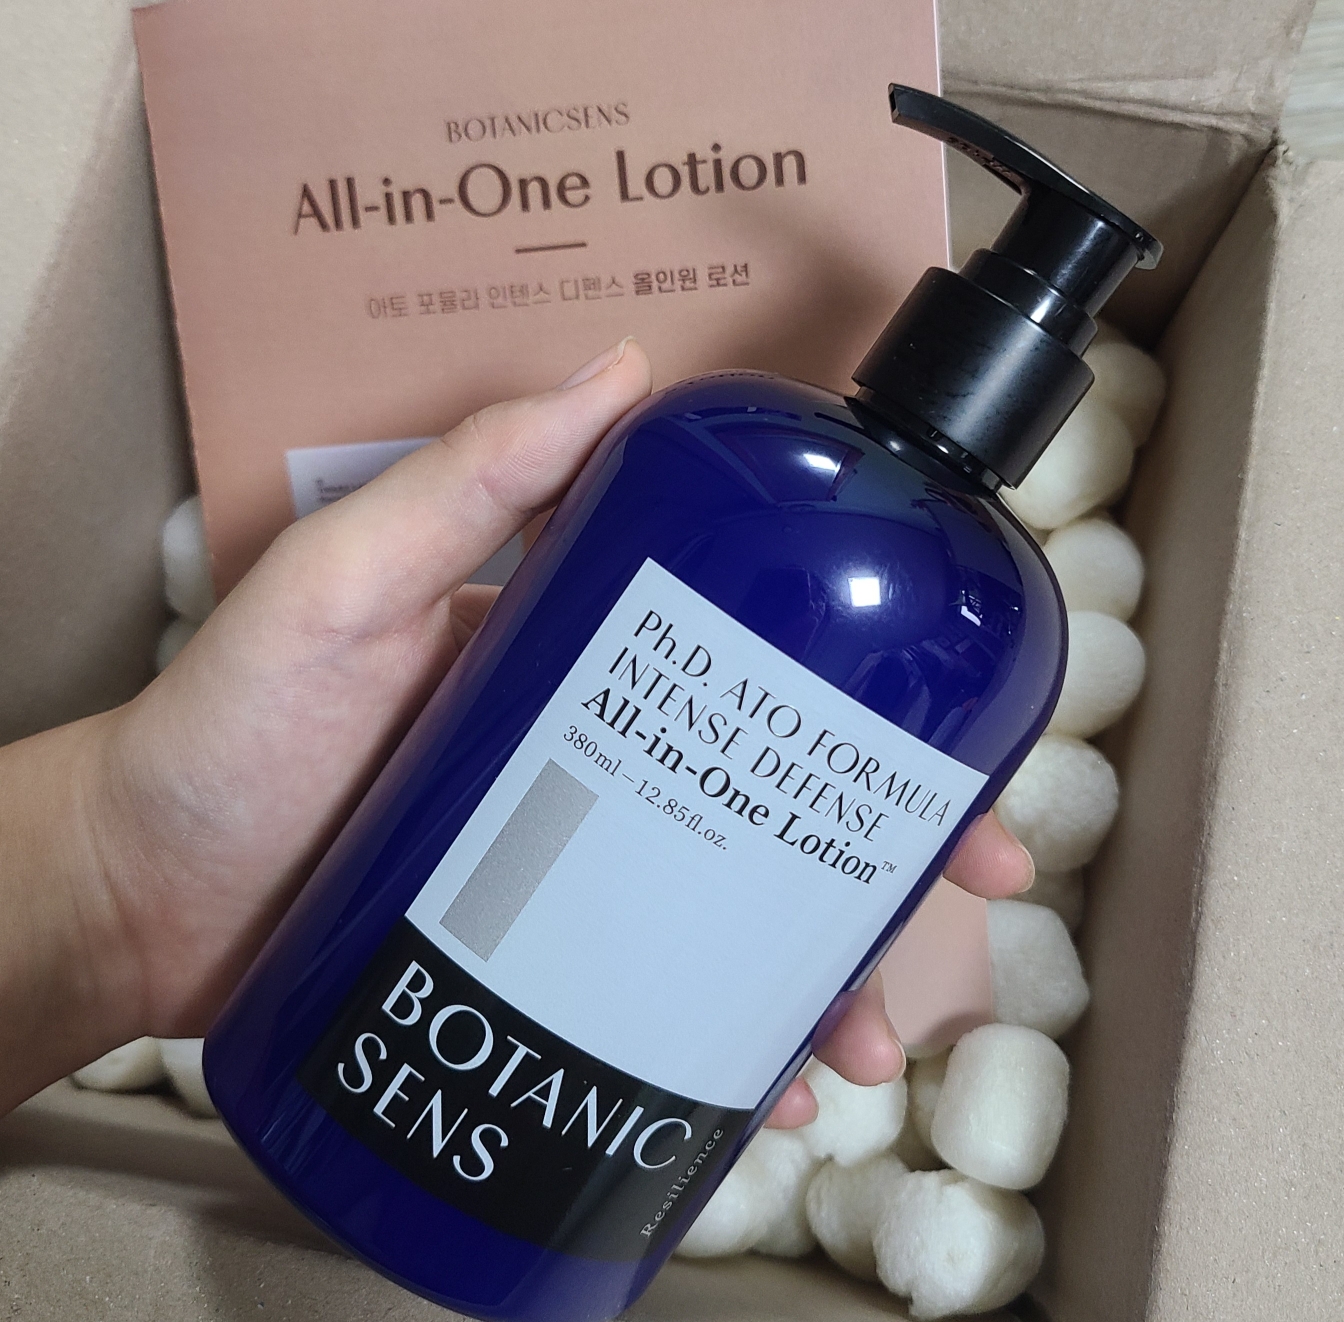 BOTANICSENS
All-in-One Lotion
아토 포뮬라 인텐스 디펜스 올인원 로션
Ph.D. ATO FORMULA
INTENSE DEFENSE
All-in-One Lotion™
380ml–12.85fl.oz.
BOTANIC
SENS
Resilience